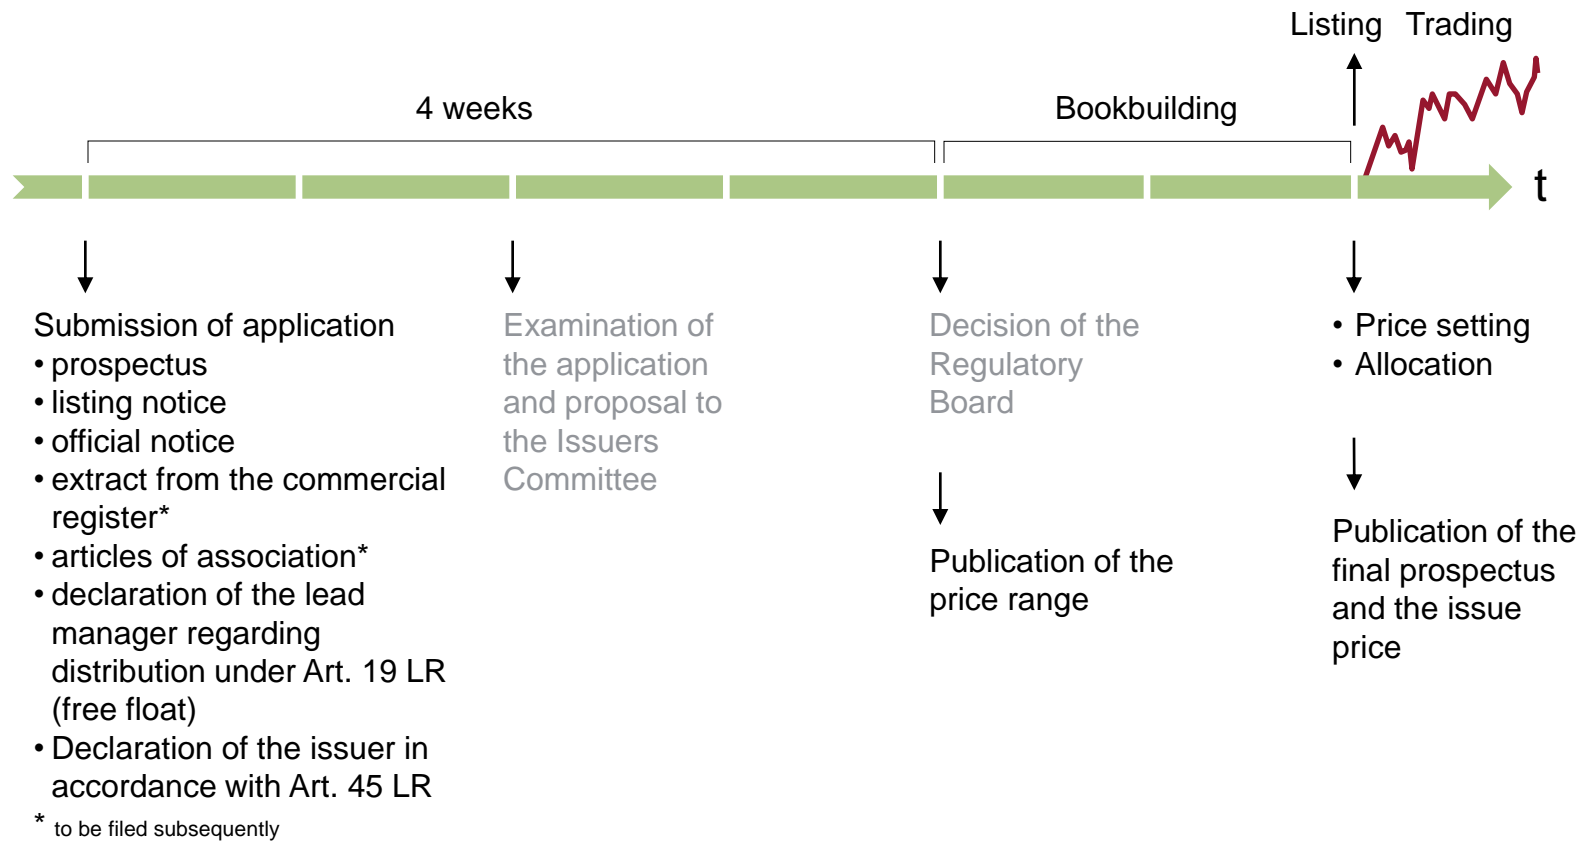 Listing Trading
4 weeks
Bookbuilding
t
Submission of application
• prospectus
• listing notice
• official notice
• extract from the commercial
register*
• articles of association*
• declaration of the lead
manager regarding
distribution under Art. 19 LR
(free float)
• Declaration of the issuer in
accordance with Art. 45 LR
* to be filed subsequently
Examination of
the application
and proposal to
the Issuers
Committee
Decision of the
Regulatory
Board
Publication of the
price range
• Price setting
• Allocation
Publication of the
final prospectus
and the issue
price